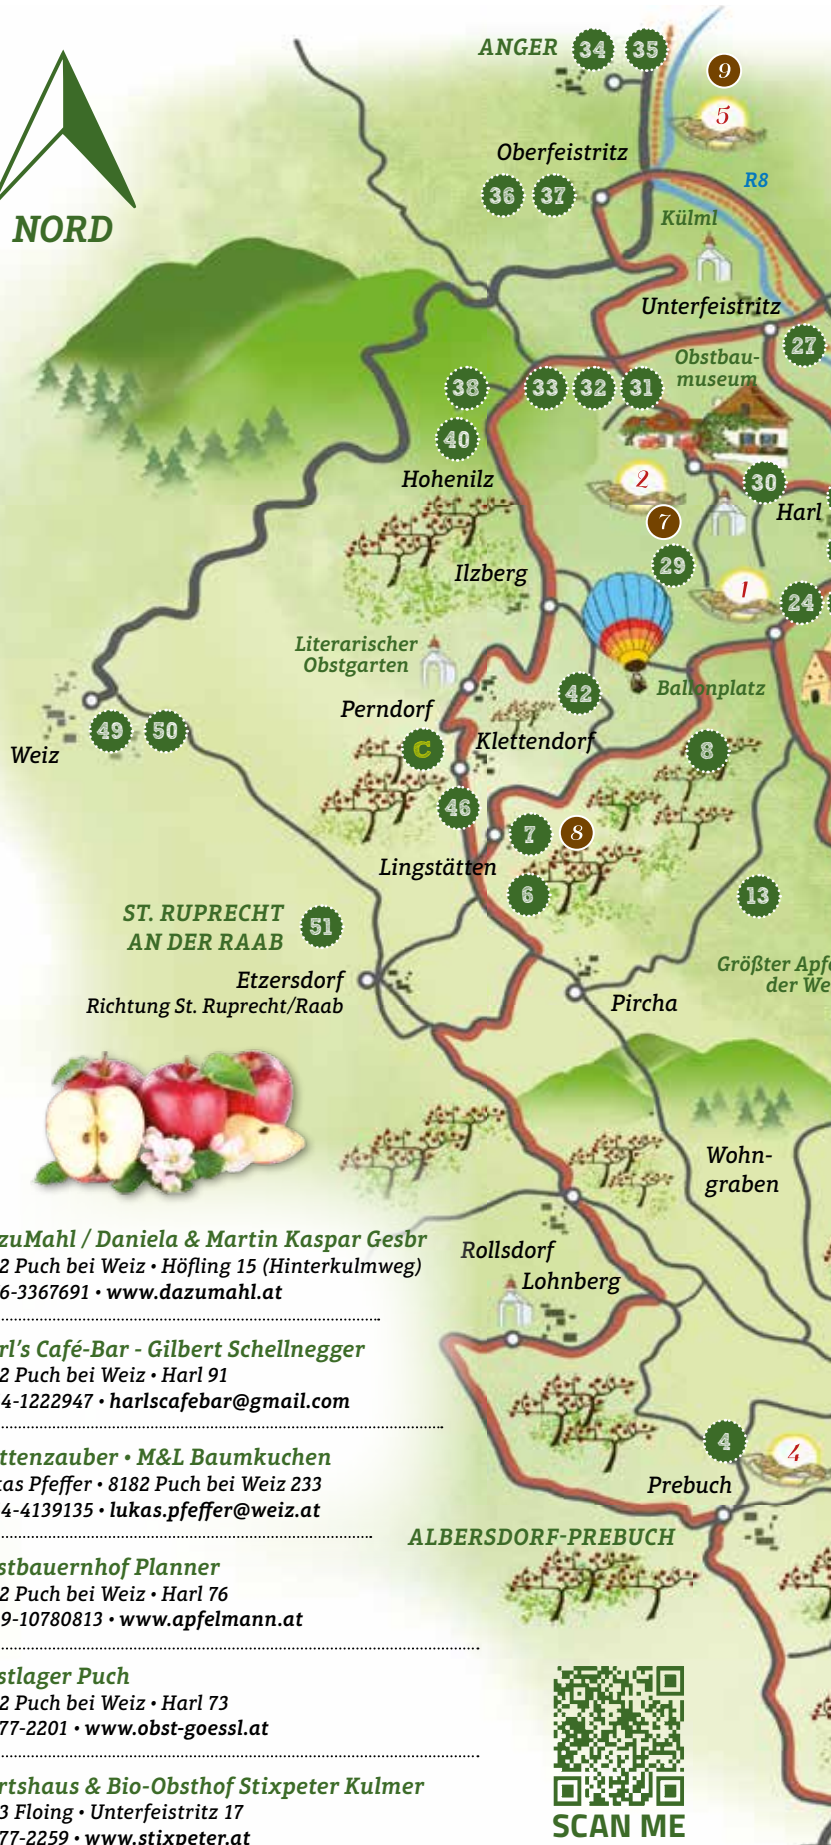 ANGER 34 35
9
5
Oberfeistritz
NORD
36 37
R8
Külml
Unterfeistritz
27
Obstbau-
museum
38 33 32 31
40
Hohenilz
2
30
Harl
7
Ilzberg
29
1
24
Literarischer
Obstgarten
42
Ballonplatz
Perndorf
49 50
Klettendorf
Weiz
C
8
46
7 8
Lingstätten
6
13
ST. RUPRECHT
AN DER RAAB
51
Etzersdorf
Richtung St. Ruprecht/Raab
Größter Apf
der We
Pircha
Wohn-
graben
Rollsdorf
Lohnberg
4
4
Prebuch
ALBERSDORF-PREBUCH
zuMahl / Daniela & Martin Kaspar Gesbr
2 Puch bei Weiz • Höfling 15 (Hinterkulmweg)
6-3367691 • www.dazumahl.at
rl's Café-Bar - Gilbert Schellnegger
2 Puch bei Weiz • Harl 91
4-1222947 • harlscafebar@gmail.com
ttenzauber • M&L Baumkuchen
kas Pfeffer • 8182 Puch bei Weiz 233
4-4139135 • lukas.pfeffer@weiz.at
stbauernhof Planner
2 Puch bei Weiz • Harl 76
9-10780813 • www.apfelmann.at
stlager Puch
2 Puch bei Weiz • Harl 73
77-2201 • www.obst-goessl.at
rtshaus & Bio-Obsthof Stixpeter Kulmer
3 Floing • Unterfeistritz 17
77-2259 • www.stixpeter.at
SCAN ME